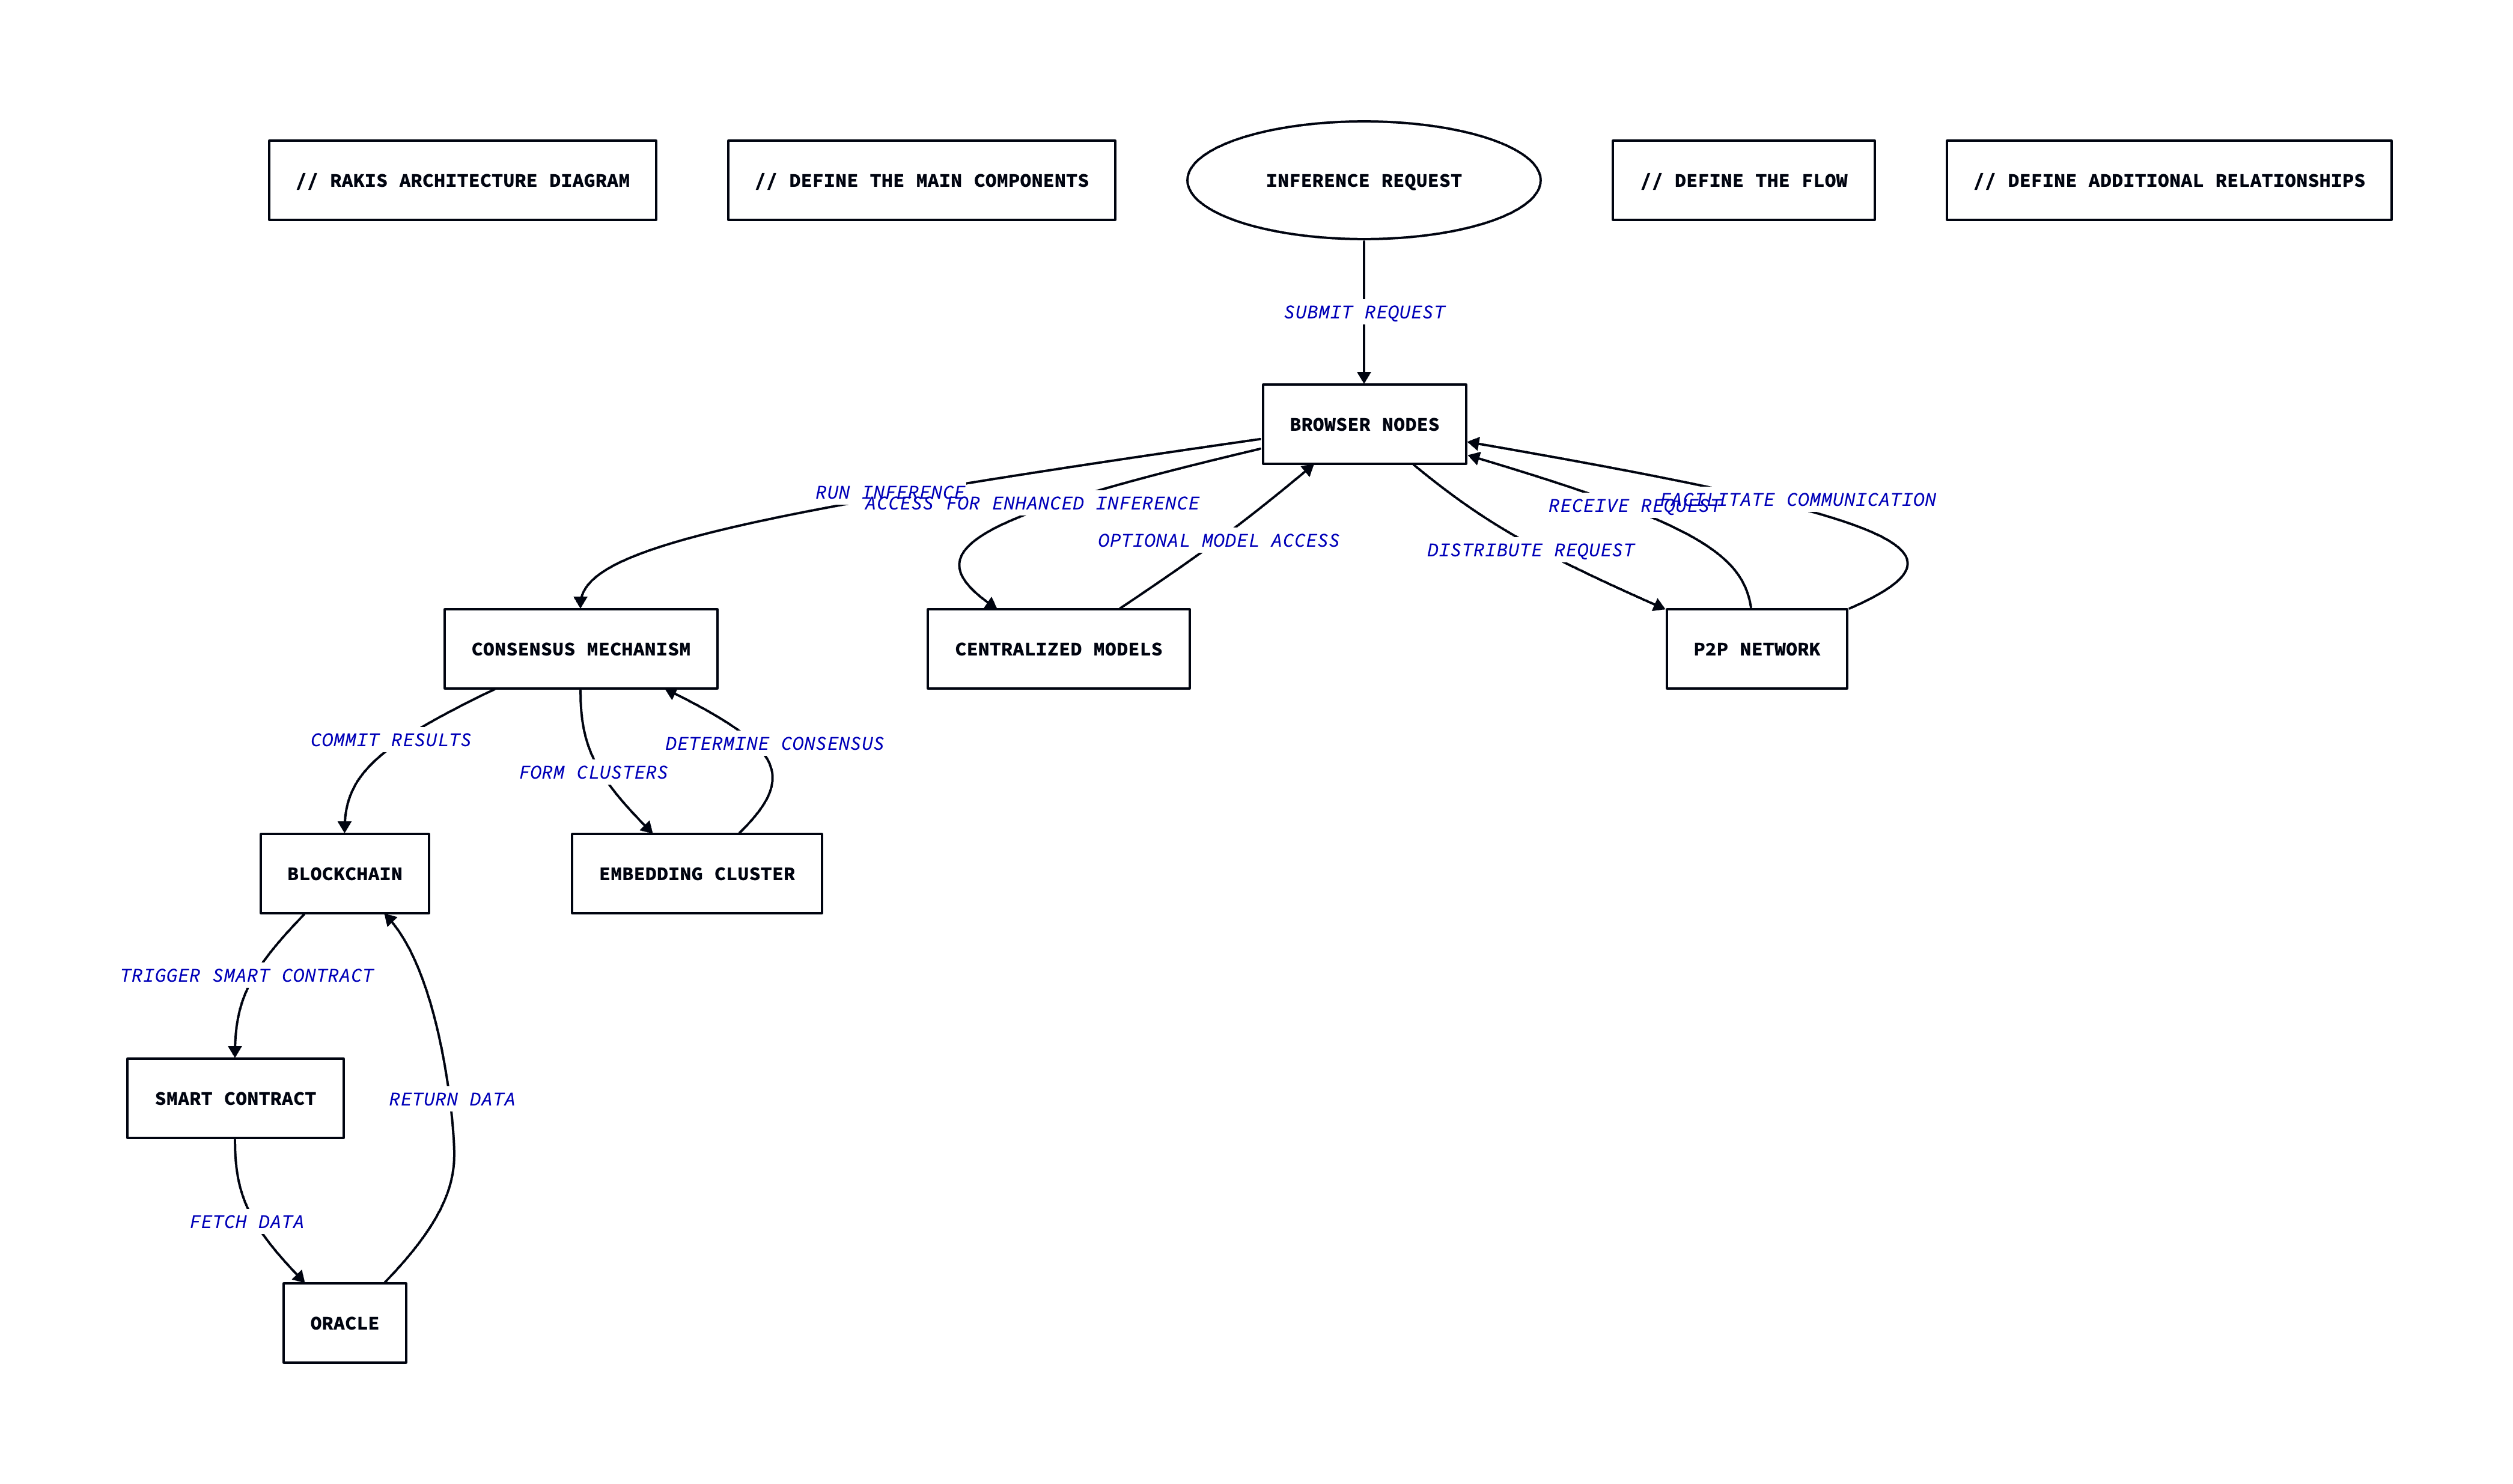 // RAKIS ARCHITECTURE DIAGRAM
// DEFINE THE MAIN COMPONENTS
INFERENCE REQUEST
// DEFINE THE FLOW
// DEFINE ADDITIONAL RELATIONSHIPS
SUBMIT REQUEST
BROWSER NODES
RUN INFERENCE
ACCESS FOR ENHANCED INFERENCE
RECEIVE REQUEST
FACILITATE COMMUNICATION
OPTIONAL MODEL ACCESS
DISTRIBUTE REQUEST
CONSENSUS MECHANISM
CENTRALIZED MODELS
P2P NETWORK
COMMIT RESULTS
DETERMINE CONSENSUS
FORM CLUSTERS
BLOCKCHAIN
EMBEDDING CLUSTER
TRIGGER SMART CONTRACT
SMART CONTRACT
RETURN DATA
FETCH DATA
ORACLE